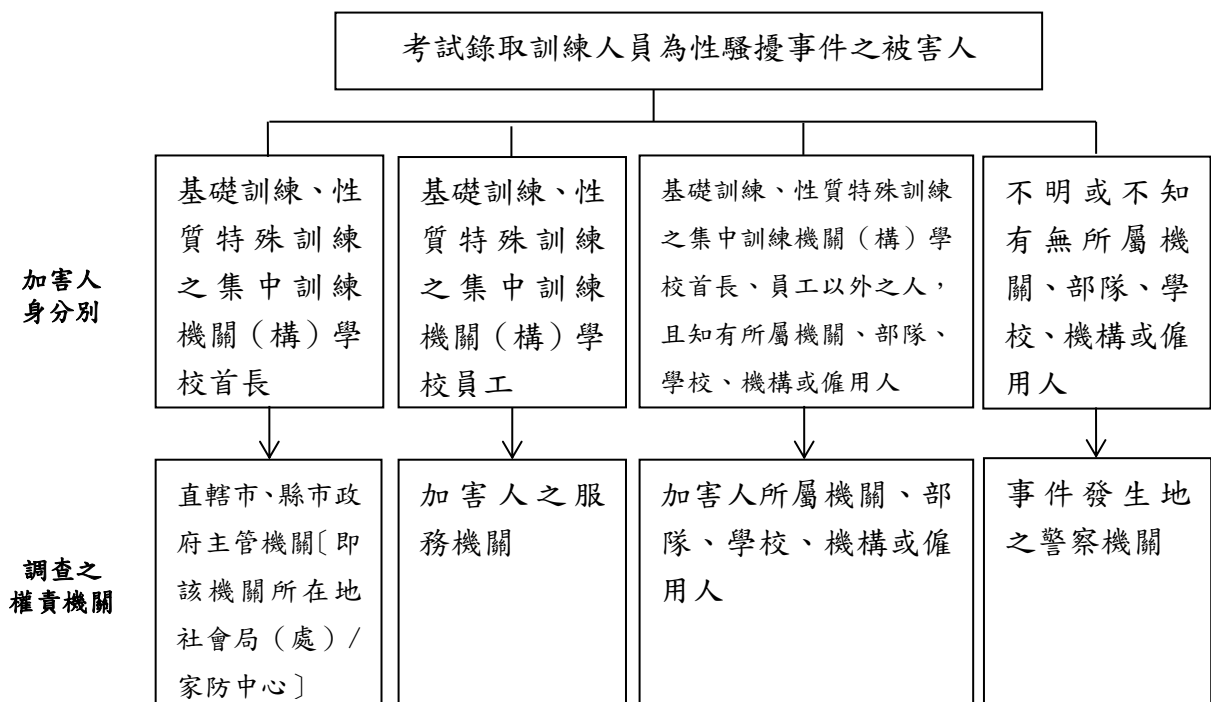 考試錄取訓練人員為性騷擾事件之被害人
加害人
身分別
基礎訓練、性
質特殊訓練
之集中訓練
機關（構）學
校首長
基礎訓練、性
質特殊訓練
之集中訓練
機關（構）學
校員工
基礎訓練、性質特殊訓練
之集中訓練機關（構）學
校首長、員工以外之人，
且知有所屬機關、部隊、
學校、機構或僱用人
不明或不知
有無所屬機
關、部隊、學
校、機構或僱
用人
調查之
權責機關
直轄市、縣市政
府主管機關〔即
該機關所在地
社會局（處）/
家防中心〕
加害人之服
務機關
加害人所屬機關、部
隊、學校、機構或僱
用人
事件發生地
之警察機關